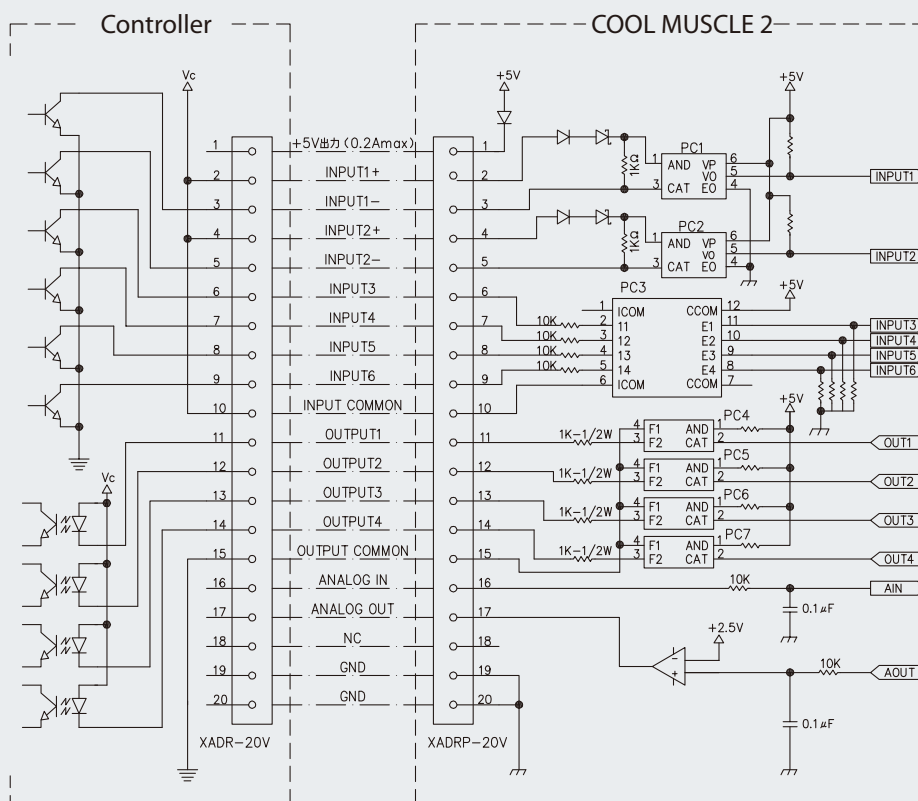 Controller
COOL MUSCLE 2
Vc
+5V
+5V
1 +5V出力(0.2Amax) 1
2 INPUT1+ 2
3 INPUT1- 3
4 INPUT2+ 4
5 INPUT2- 5
6 INPUT3 6
7 INPUT4 7
8 INPUT5 8
9 INPUT6 9
10 INPUT COMMON 10
11 OUTPUT1 11
12 OUTPUT2 12
13 OUTPUT3 13
14 OUTPUT4 14
15 OUTPUT COMMON 15
16 ANALOG IN 16
17 ANALOG OUT 17
18 NC 18
19 GND 19
20 GND 20
Vc
XADR-20V
XADRP-20V
PC1
1KΩ
1 AND VP 6
VO 5
3 CAT EO 4
INPUT1
PC2
1KΩ
1 AND VP 6
VO 5
3 CAT EO 4
INPUT2
PC3
+5V
1 ICOM CCOM 12
10K 2 11 E1 11 INPUT3
10K 3 12 E2 10 INPUT4
10K 4 13 E3 9 INPUT5
10K 5 14 E4 8 INPUT6
6 ICOM CCOM 7
+5V
PC4
4 F1 AND 1
1K-1/2W 3 F2 CAT 2 OUT1
PC5
4 F1 AND 1
1K-1/2W 3 F2 CAT 2 OUT2
PC6
4 F1 AND 1
1K-1/2W 3 F2 CAT 2 OUT3
PC7
4 F1 AND 1
1K-1/2W 3 F2 CAT 2 OUT4
10K AIN
0.1μF
+2.5V
-
+
10K AOUT
0.1μF